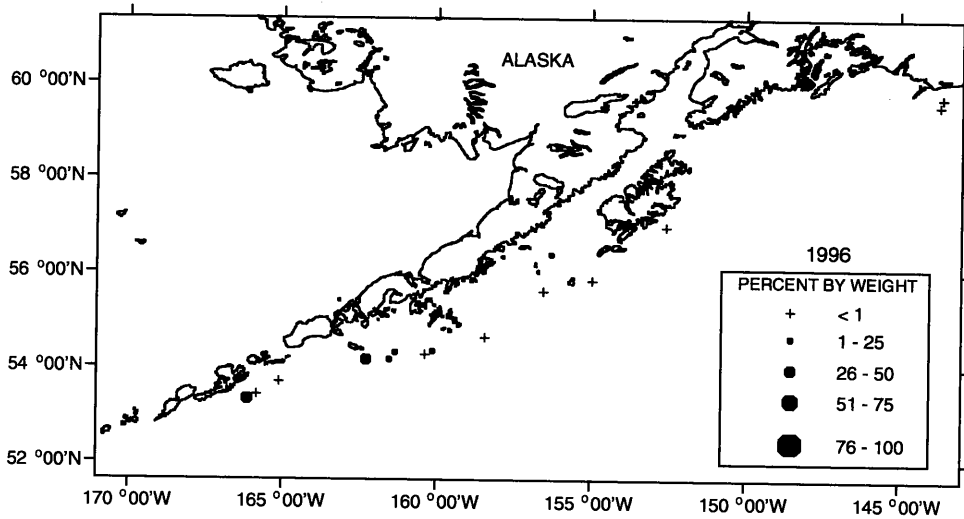 ALASKA
60 °00'N
58 °00'N
56 °00'N
54 °00'N
52 °00'N
1996
PERCENT BY WEIGHT
+ < 1
1 - 25
26 - 50
51 - 75
76 - 100
170 °00'W
165 °00'W
160 °00'W
155 °00'W
150 °00'W
145 °00'W